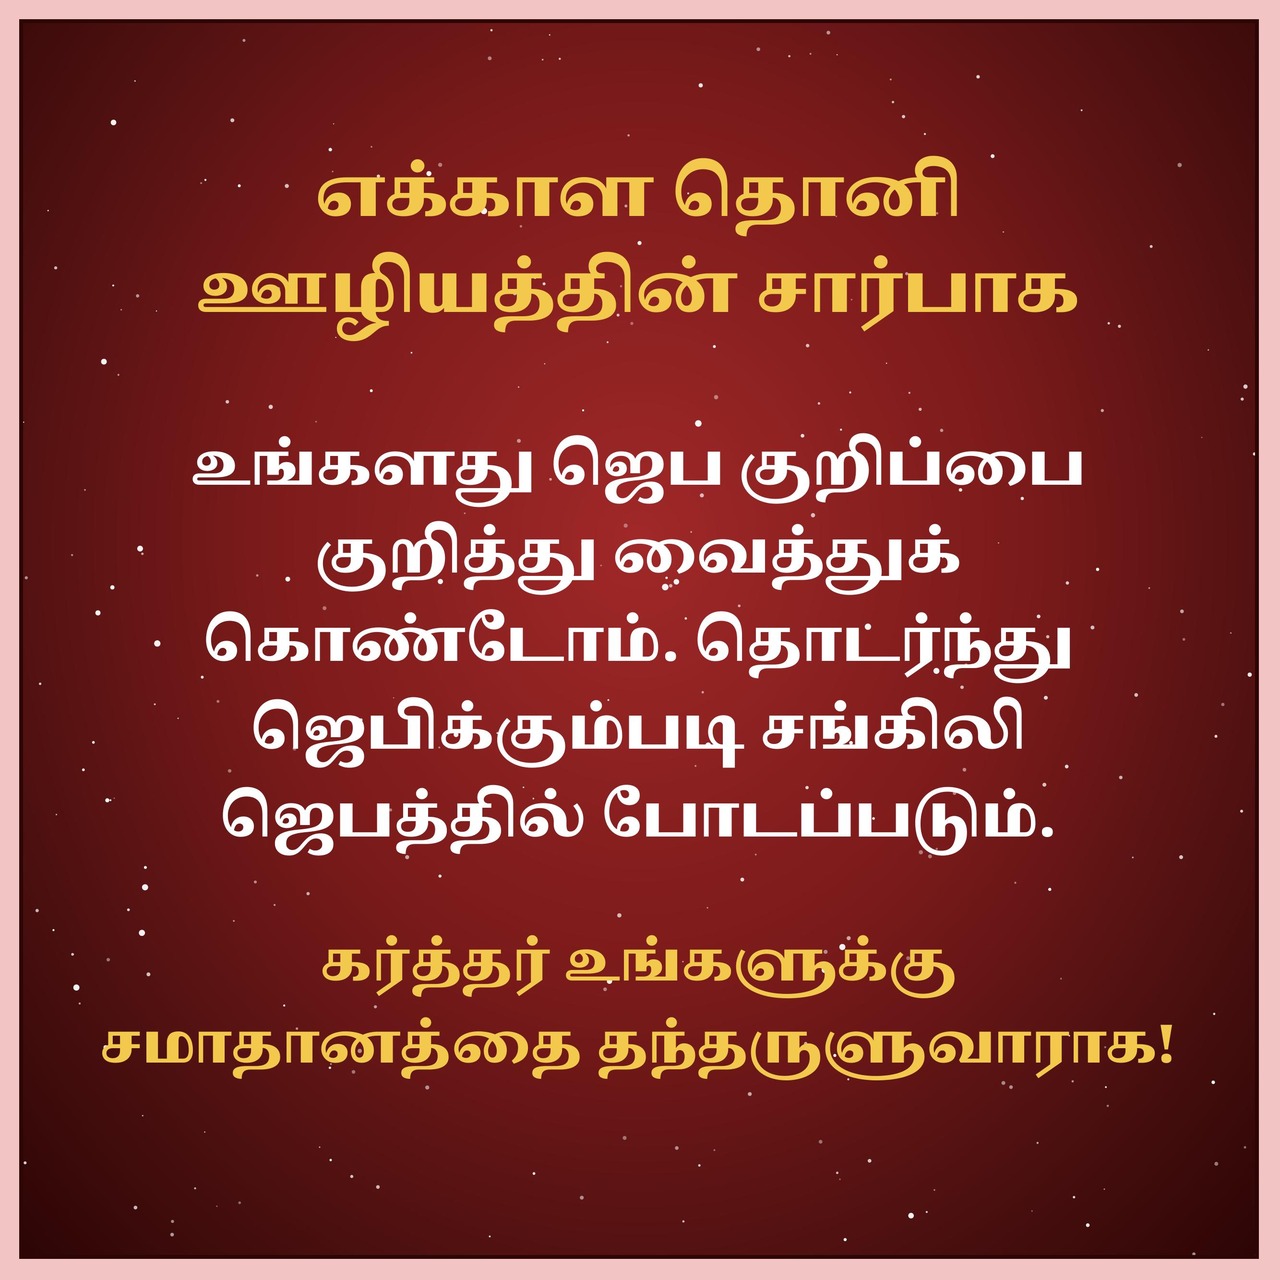 எக்காள தொனி
ஊழியத்தின் சார்பாக
உங்களது ஜெப குறிப்பை
குறித்து வைத்துக்
கொண்டோம். தொடர்ந்து
ஜெபிக்கும்படி சங்கிலி
ஜெபத்தில் போடப்படும்.
கர்த்தர் உங்களுக்கு
சமாதானத்தை தந்தருளுவாராக!